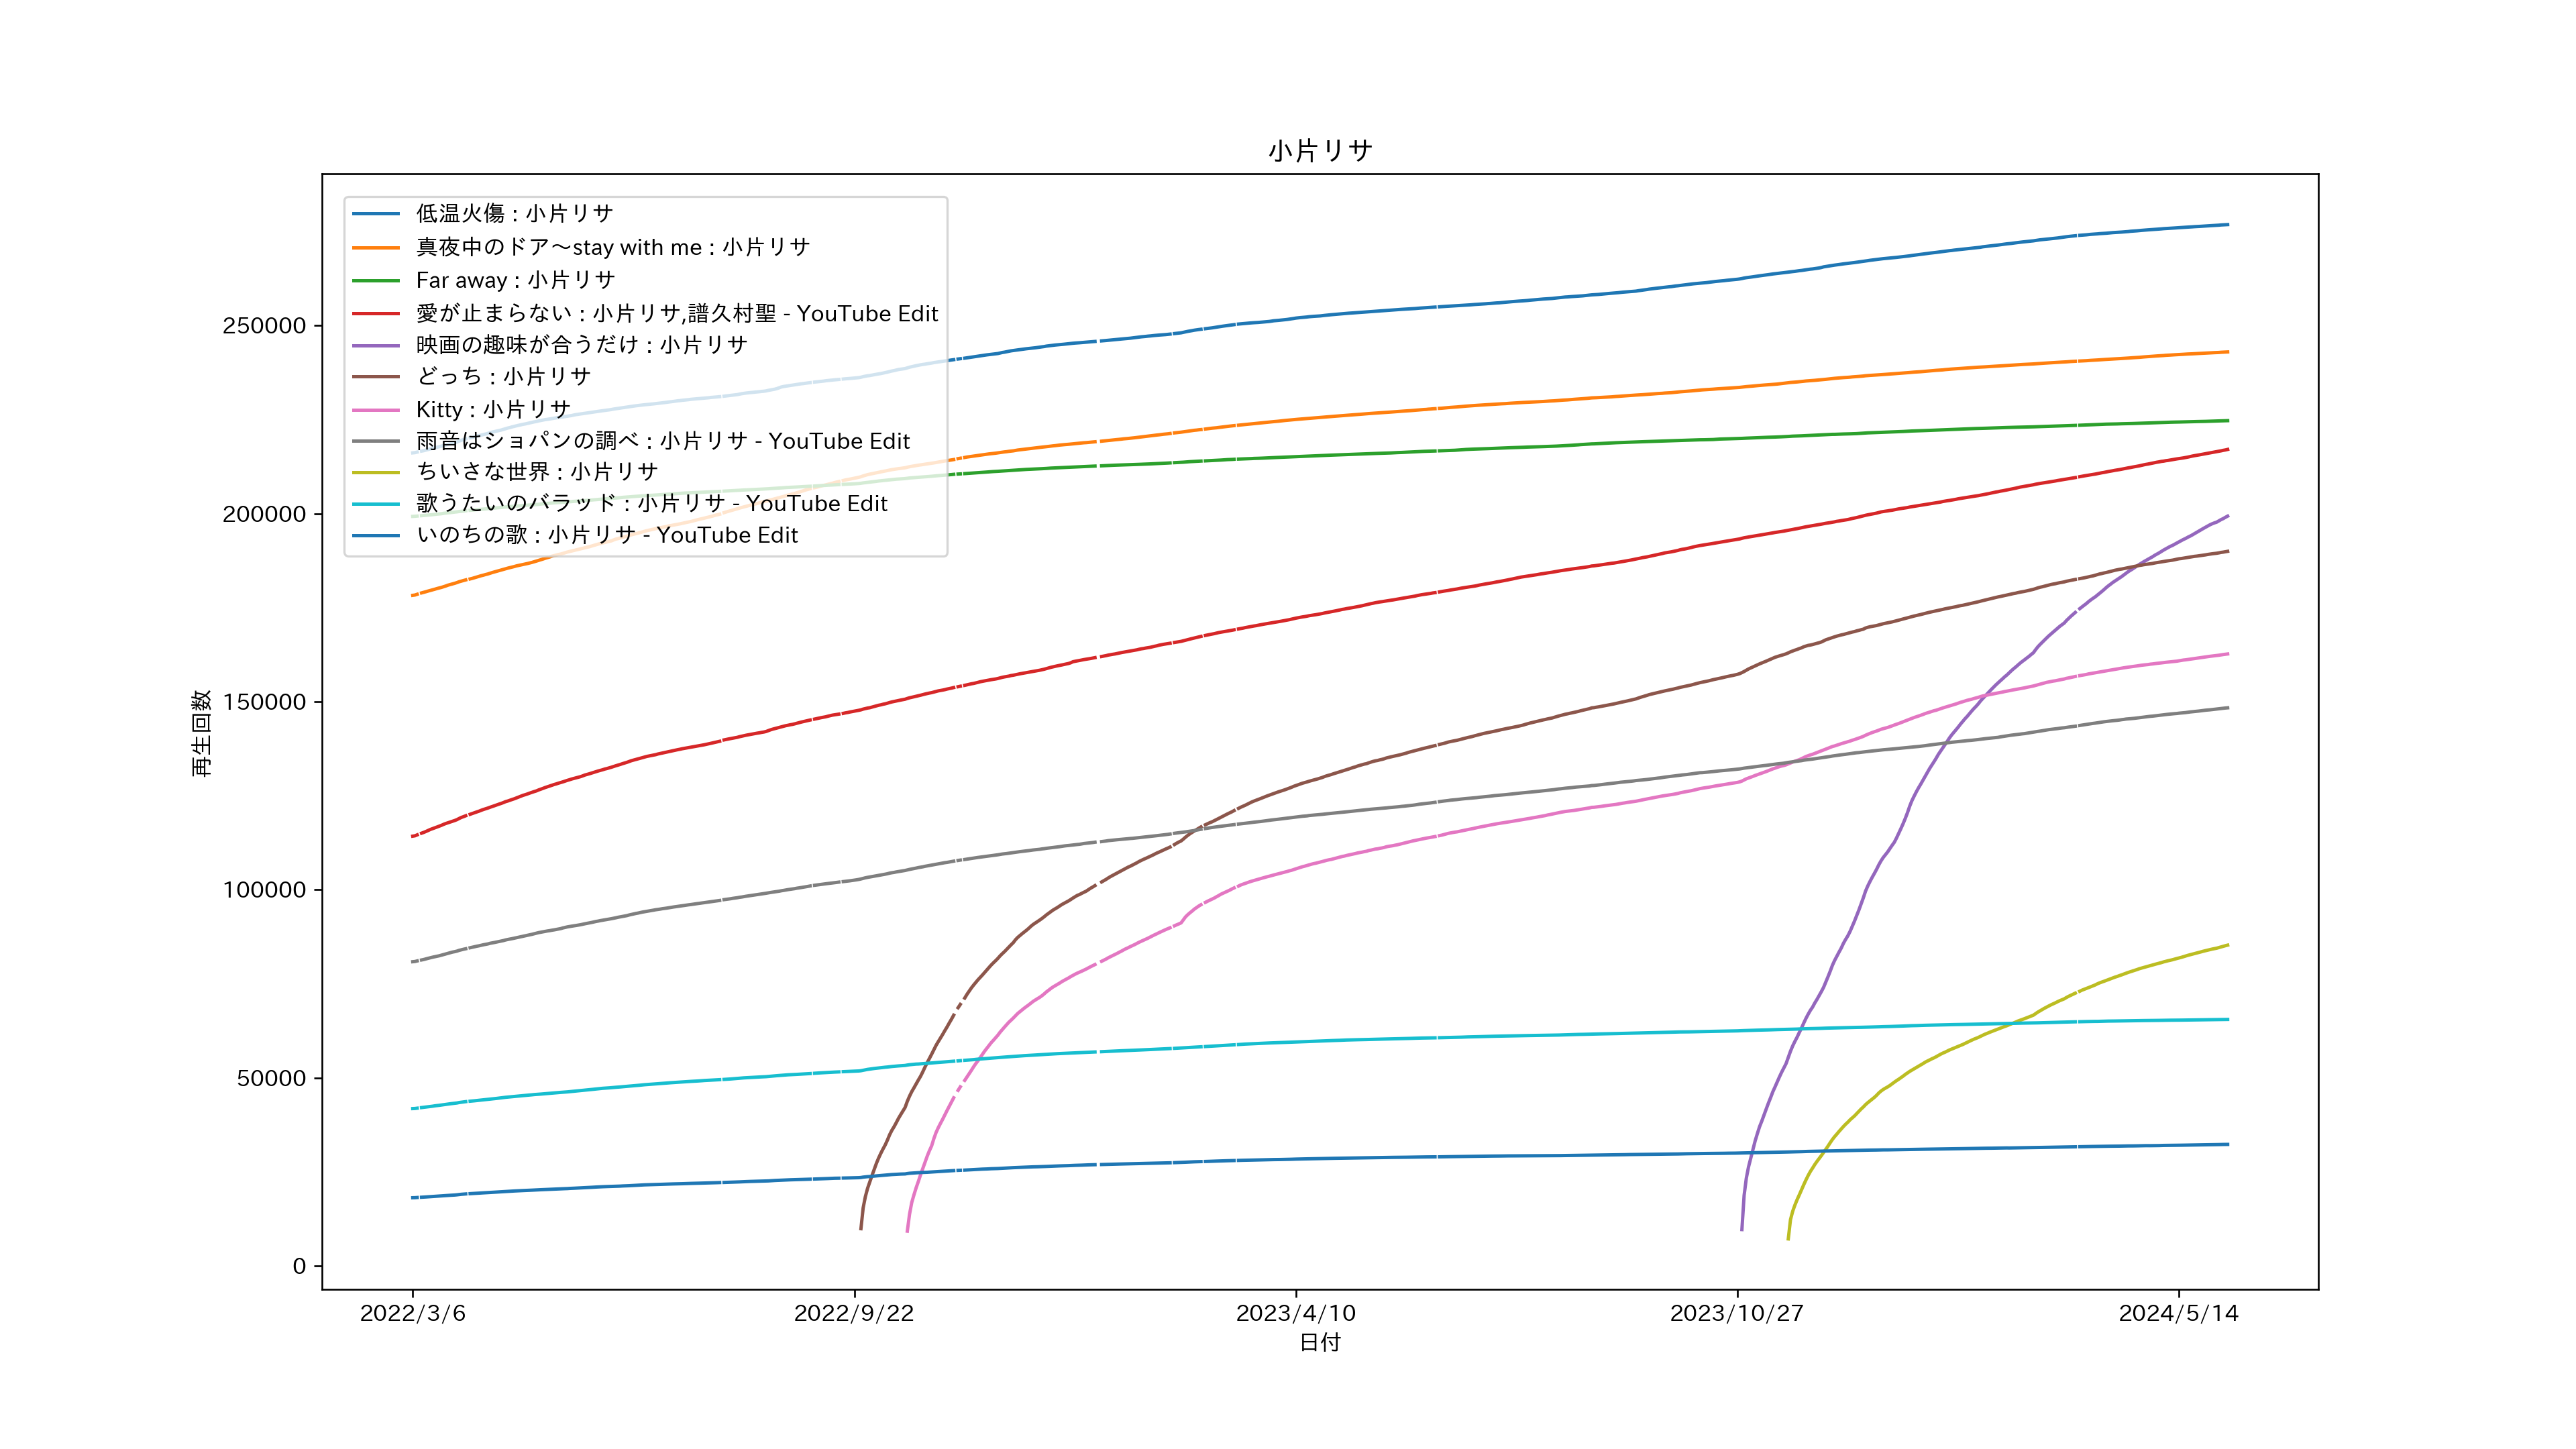 小片リサ
低温火傷 : 小片リサ
真夜中のドア〜stay with me : 小片リサ
Far away : 小片リサ
愛が止まらない : 小片リサ,譜久村聖 - YouTube Edit
映画の趣味が合うだけ : 小片リサ
どっち : 小片リサ
Kitty : 小片リサ
雨音はショパンの調べ : 小片リサ - YouTube Edit
ちいさな世界 : 小片リサ
歌うたいのバラッド : 小片リサ - YouTube Edit
いのちの歌 : 小片リサ - YouTube Edit
再生回数
250000
200000
150000
100000
50000
0
2022/3/6 2022/9/22 2023/4/10 2023/10/27 2024/5/14
日付